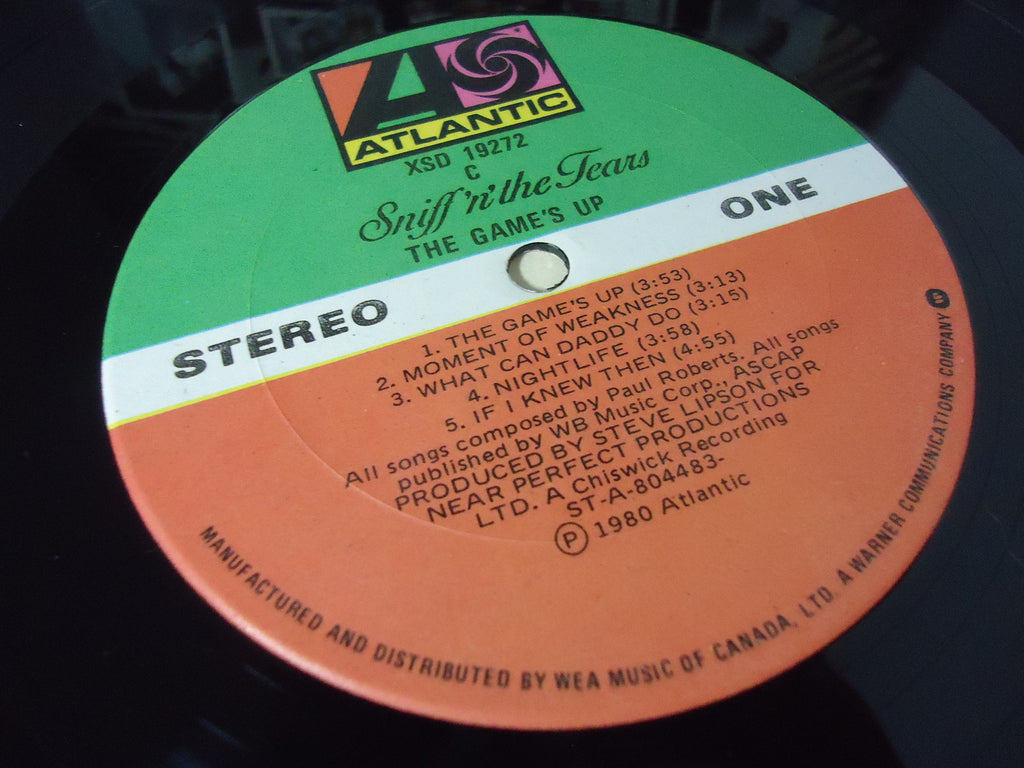 ATLANTIC
XSD 19272
C
Sniff 'n' the Tears
THE GAME'S UP
STEREO ONE
1. THE GAME'S UP (3:53)
2. MOMENT OF WEAKNESS (3:13)
3. WHAT CAN DADDY DO (3:15)
4. NIGHTLIFE (3:58)
5. IF I KNEW THEN (4:55)
All songs composed by Paul Roberts. All songs
published by WB Music Corp., ASCAP
PRODUCED BY STEVE LIPSON FOR
NEAR PERFECT PRODUCTIONS
LTD. A Chiswick Recording
ST-A-804483-
Ⓟ 1980 Atlantic
MANUFACTURED AND DISTRIBUTED BY WEA MUSIC OF CANADA, LTD. A WARNER COMMUNICATIONS COMPANY